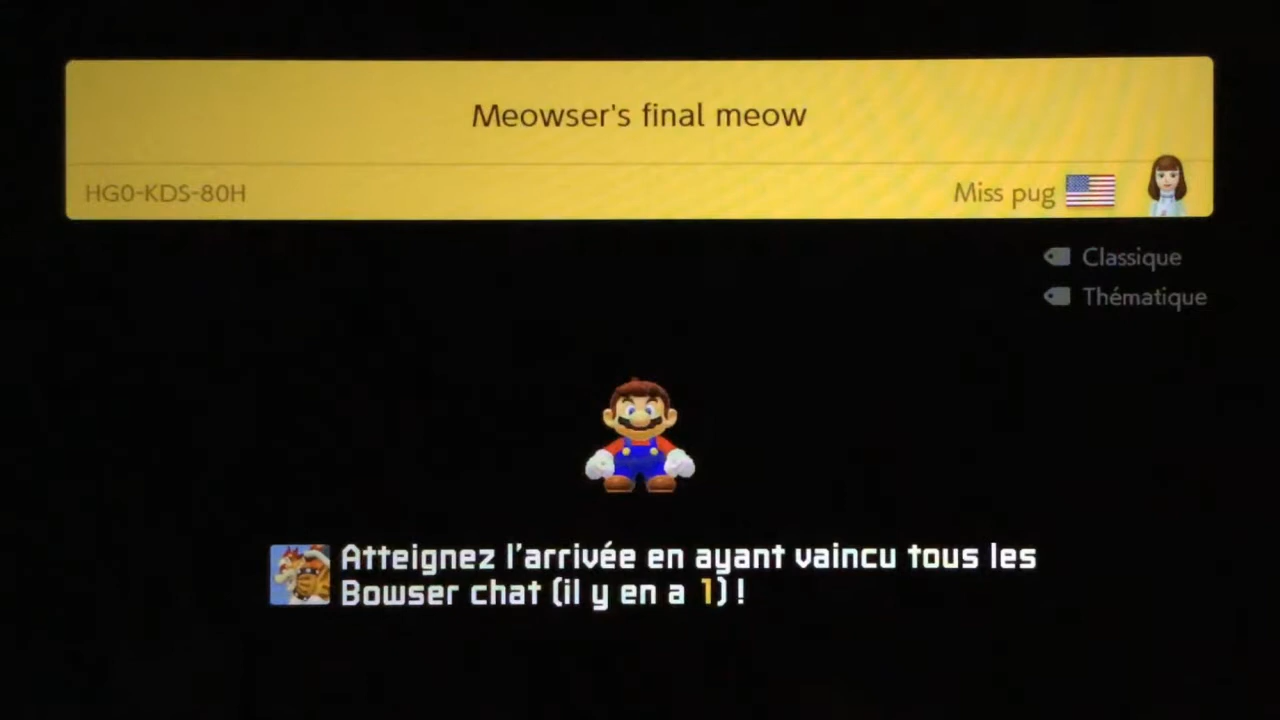 Meowser's final meow
HG0-KDS-80H
Miss pug
Classique
Thématique
Atteignez l'arrivée en ayant vaincu tous les
Bowser chat (il y en a 1) !